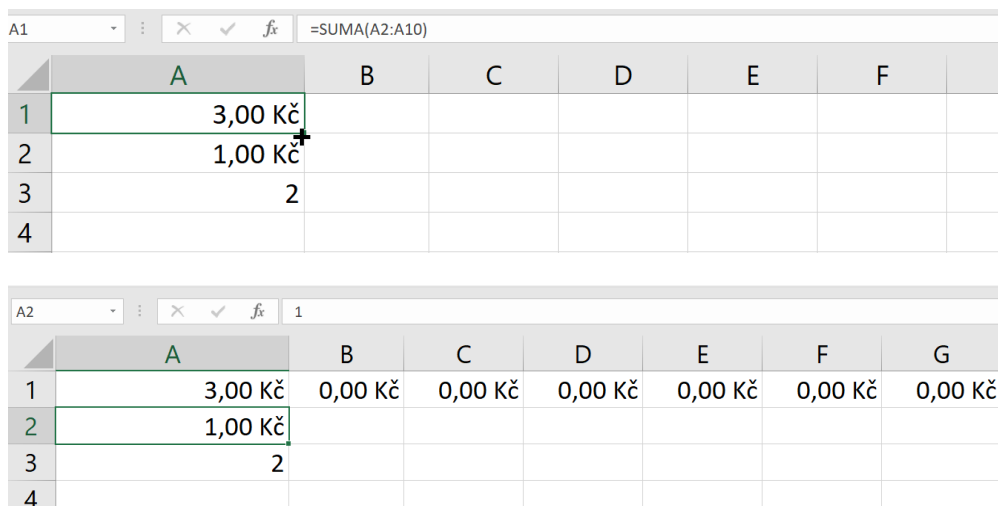 A1 fx =SUMA(A2:A10)
A B C D E F
1 3,00 Kč
2 1,00 Kč
3 2
4
A2 fx 1
A B C D E F G
1 3,00 Kč 0,00 Kč 0,00 Kč 0,00 Kč 0,00 Kč 0,00 Kč 0,00 Kč
2 1,00 Kč
3 2
4